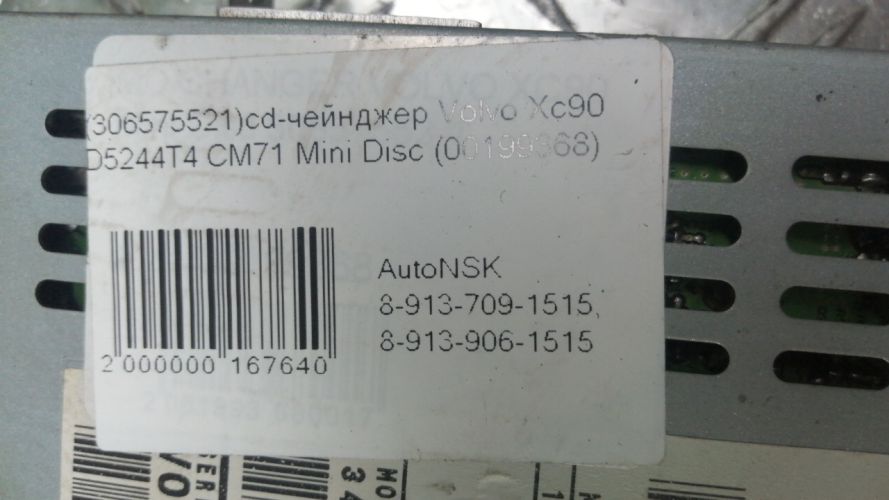 (306575521)cd-чейнджер Volvo Xc90
D5244T4 CM71 Mini Disc
AutoNSK
8-913-709-1515,
8-913-906-1515
2 000000 167640